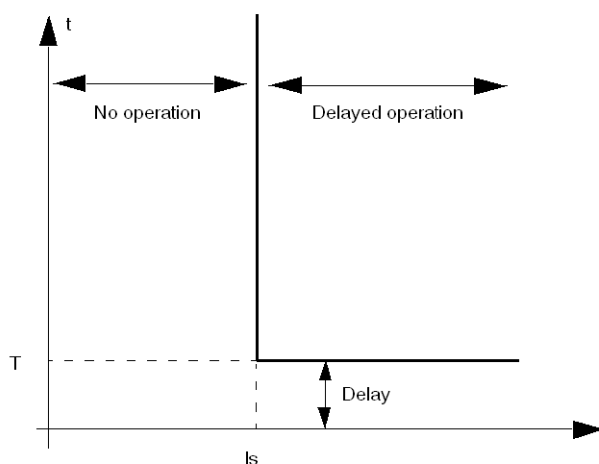 t
No operation
Delayed operation
T
Delay
Is